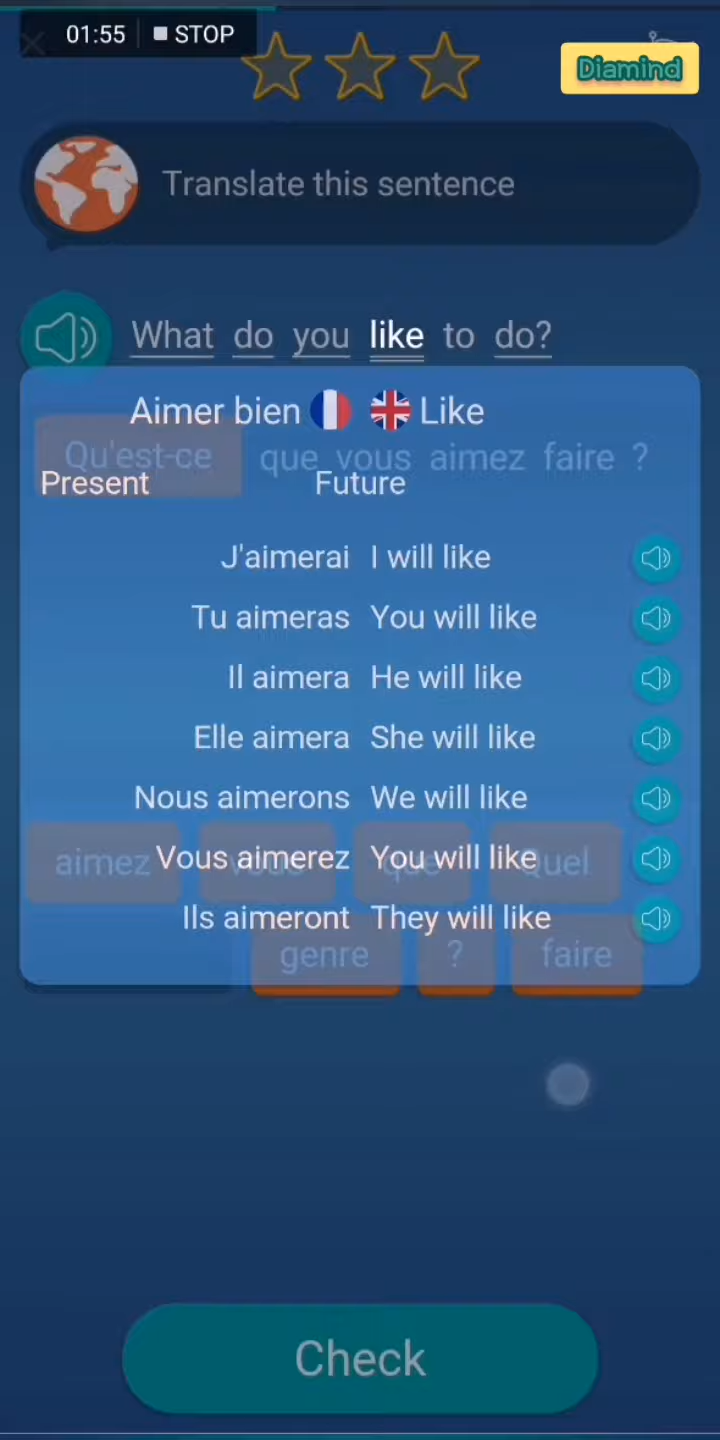 01:55 STOP
Diamind
Translate this sentence
What do you like to do?
Aimer bien Like
Qu'est-ce que vous aimez faire ?
Present Future
J'aimerai I will like
Tu aimeras You will like
Il aimera He will like
Elle aimera She will like
Nous aimerons We will like
aimez vous que Quel
Vous aimerez You will like
Ils aimeront They will like
genre ? faire
Check